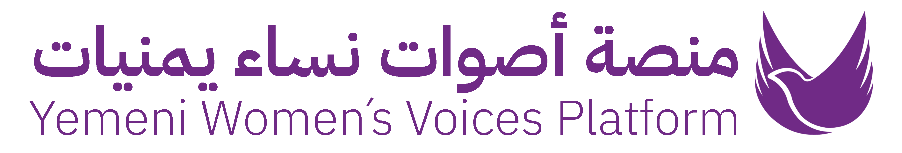 منصة أصوات نساء يمنيات
Yemeni Women's Voices Platform